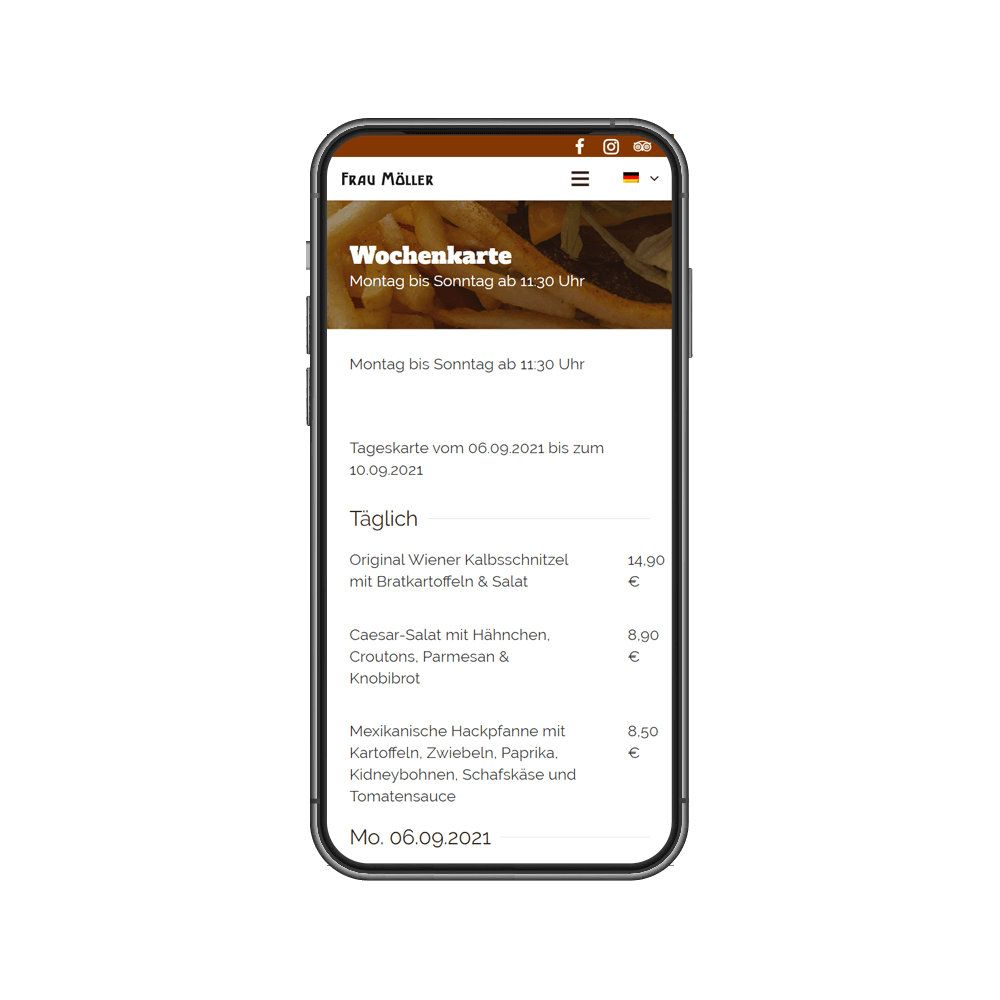 Frau Möller
Wochenkarte
Montag bis Sonntag ab 11:30 Uhr
Montag bis Sonntag ab 11:30 Uhr
Tageskarte vom 06.09.2021 bis zum
10.09.2021
Täglich
Original Wiener Kalbsschnitzel 14,90
mit Bratkartoffeln & Salat €
Caesar-Salat mit Hähnchen, 8,90
Croutons, Parmesan & €
Knobibrot
Mexikanische Hackpfanne mit 8,50
Kartoffeln, Zwiebeln, Paprika, €
Kidneybohnen, Schafskäse und
Tomatensauce
Mo. 06.09.2021